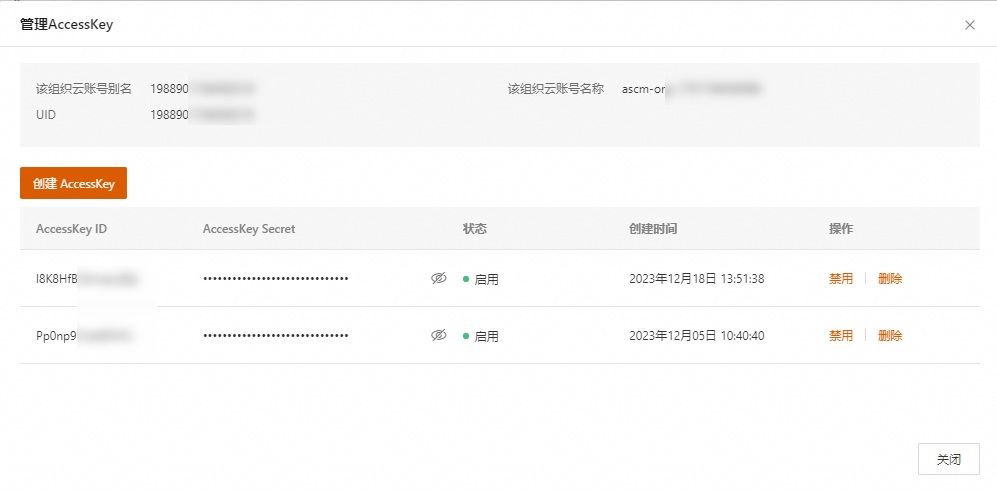 管理AccessKey
该组织云账号别名 198890
该组织云账号名称 ascm-or
UID 198890
创建 AccessKey
AccessKey ID AccessKey Secret 状态 创建时间 操作
I8K8HfB •••••••••••••••••••••••••••••• 启用 2023年12月18日 13:51:38 禁用 删除
Pp0np9 •••••••••••••••••••••••••••••• 启用 2023年12月05日 10:40:40 禁用 删除
关闭